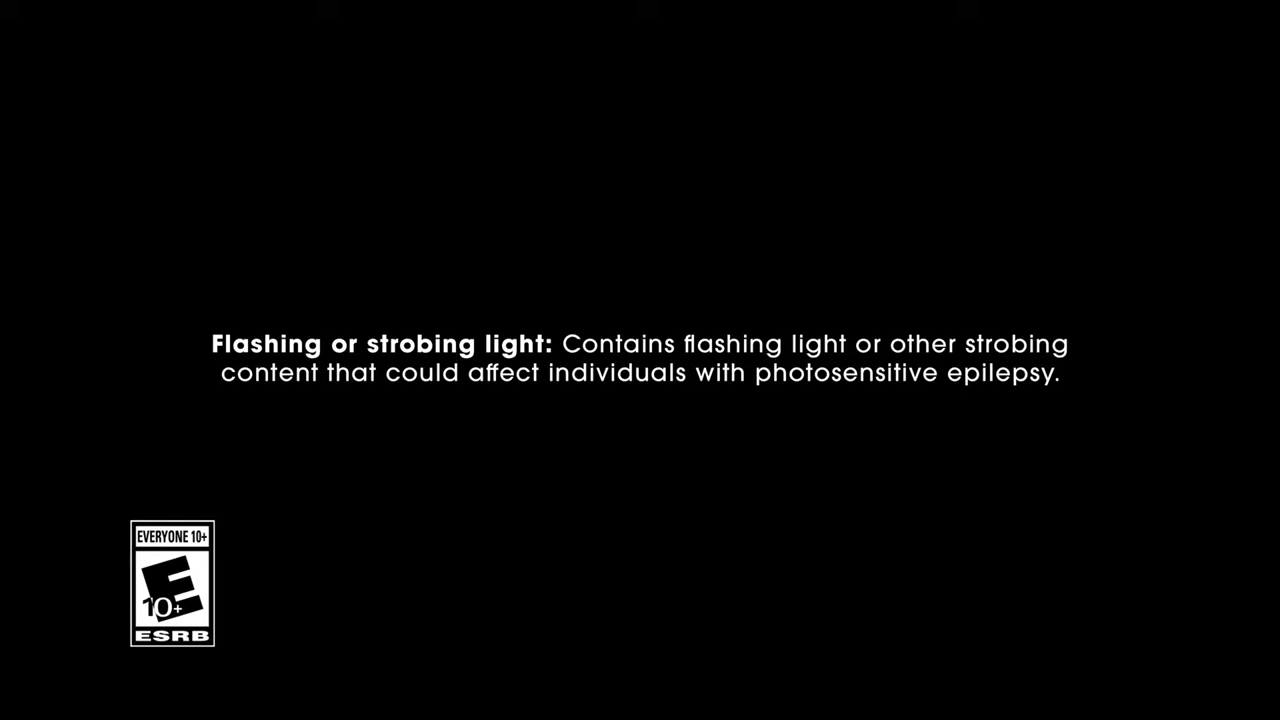 Flashing or strobing light: Contains flashing light or other strobing
content that could affect individuals with photosensitive epilepsy.
EVERYONE 10+
E
10+
ESRB